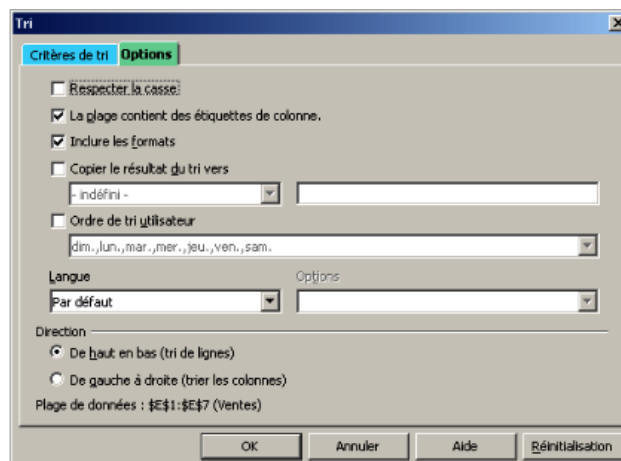 Tri
Critères de tri Options
Respecter la casse
La plage contient des étiquettes de colonne.
Inclure les formats
Copier le résultat du tri vers
- indéfini -
Ordre de tri utilisateur
dim.,lun.,mar.,mer.,jeu.,ven.,sam.
Langue Options
Par défaut
Direction
De haut en bas (tri de lignes)
De gauche à droite (trier les colonnes)
Plage de données : $E$1:$E$7 (Ventes)
OK Annuler Aide Réinitialisation